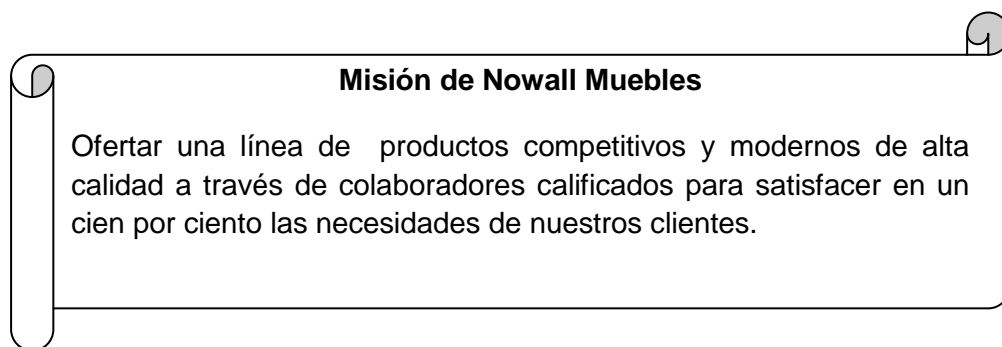 Misión de Nowall Muebles
Ofertar una línea de  productos competitivos y modernos de alta
calidad a través de colaboradores calificados para satisfacer en un
cien por ciento las necesidades de nuestros clientes.